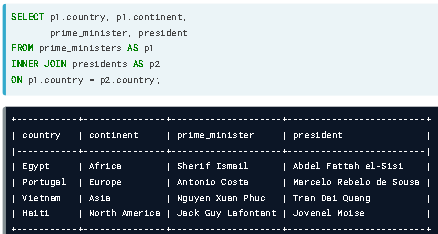 SELECT p1.country, p1.continent,
prime_minister, president
FROM prime_ministers AS p1
INNER JOIN presidents AS p2
ON p1.country = p2.country;
+-----------+---------------+--------------------+-------------------------+
| country | continent | prime_minister | president |
|-----------+---------------+--------------------+-------------------------|
| Egypt | Africa | Sherif Ismail | Abdel Fattah el-Sisi |
| Portugal | Europe | Antonio Costa | Marcelo Rebelo de Sousa |
| Vietnam | Asia | Nguyen Xuan Phuc | Tran Dai Quang |
| Haiti | North America | Jack Guy Lafontant | Jovenel Moise |
+-----------+---------------+--------------------+-------------------------+